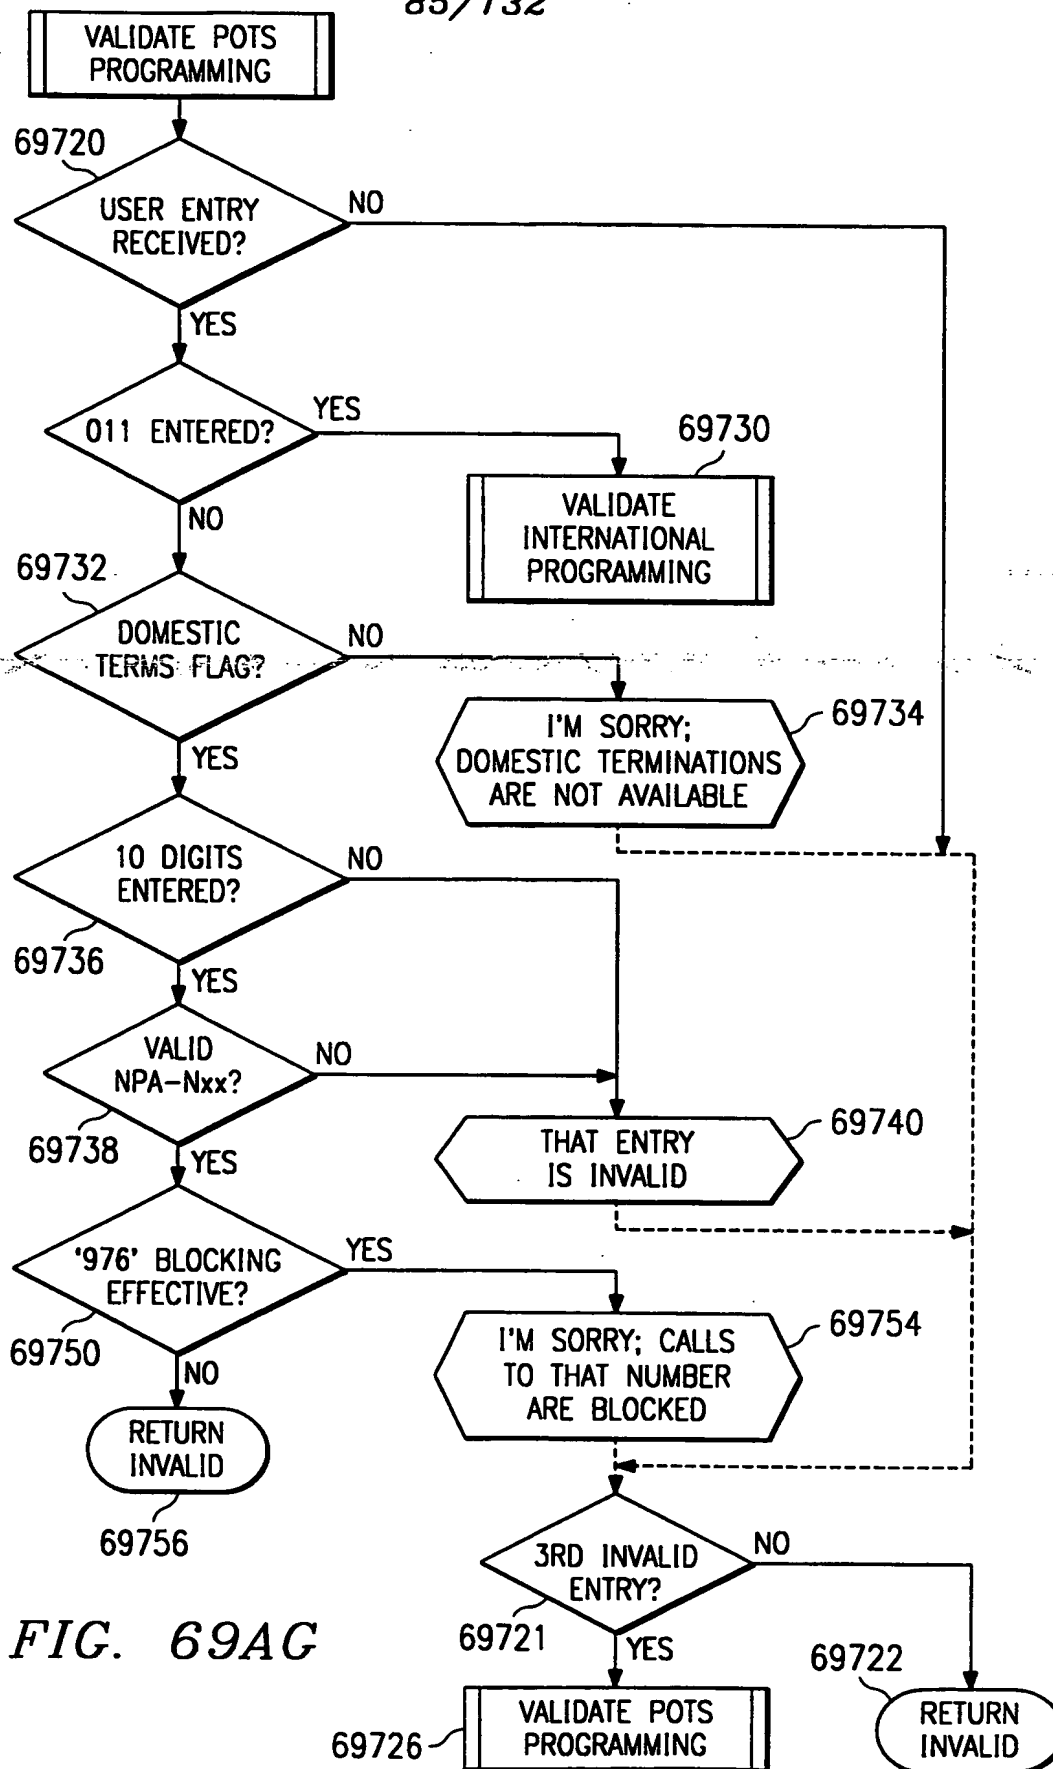 85/132
VALIDATE POTS
PROGRAMMING
69720
USER ENTRY
RECEIVED?
NO
YES
011 ENTERED?
YES
NO
69730
VALIDATE
INTERNATIONAL
PROGRAMMING
69732
DOMESTIC
TERMS FLAG?
NO
YES
I'M SORRY;
DOMESTIC TERMINATIONS
ARE NOT AVAILABLE
69734
10 DIGITS
ENTERED?
NO
69736
YES
VALID
NPA-Nxx?
NO
69738
YES
THAT ENTRY
IS INVALID
69740
'976' BLOCKING
EFFECTIVE?
YES
69750
NO
I'M SORRY; CALLS
TO THAT NUMBER
ARE BLOCKED
69754
RETURN
INVALID
69756
3RD INVALID
ENTRY?
NO
69721
YES
69722
FIG. 69AG
VALIDATE POTS
PROGRAMMING
69726
RETURN
INVALID